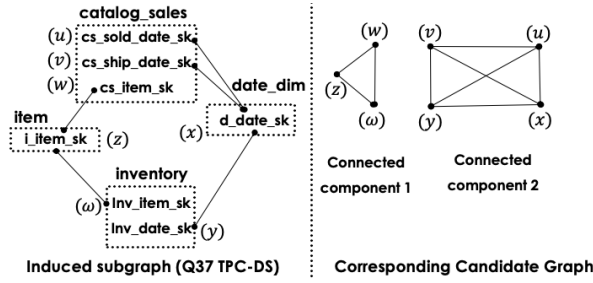 catalog_sales
(u) cs_sold_date_sk
(v) cs_ship_date_sk
(w) cs_item_sk
date_dim
(x) d_date_sk
item
i_item_sk (z)
inventory
(ω) Inv_item_sk
Inv_date_sk (y)
Induced subgraph (Q37 TPC-DS)
(w) (v) (u)
(z)
(ω) (y) (x)
Connected
component 1
Connected
component 2
Corresponding Candidate Graph